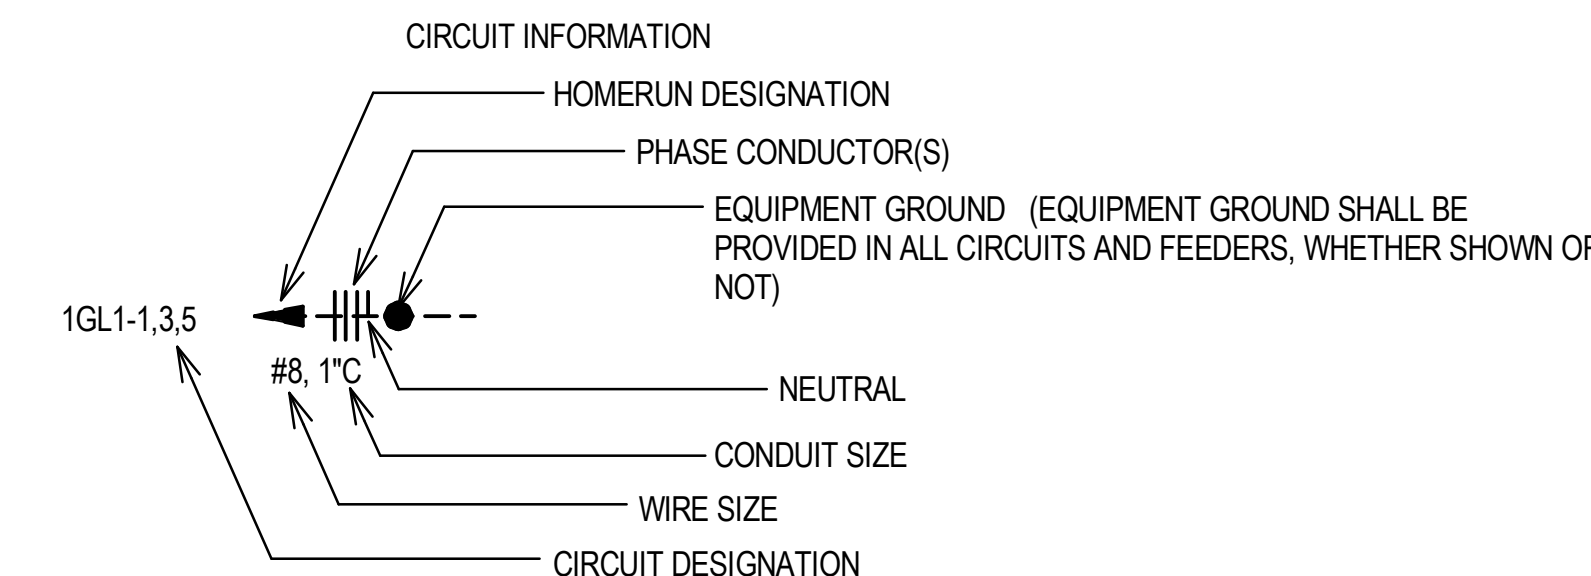 CIRCUIT INFORMATION
HOMERUN DESIGNATION
PHASE CONDUCTOR(S)
EQUIPMENT GROUND (EQUIPMENT GROUND SHALL BE
PROVIDED IN ALL CIRCUITS AND FEEDERS, WHETHER SHOWN
NOT)
1GL1-1,3,5
#8, 1"C
NEUTRAL
CONDUIT SIZE
WIRE SIZE
CIRCUIT DESIGNATION